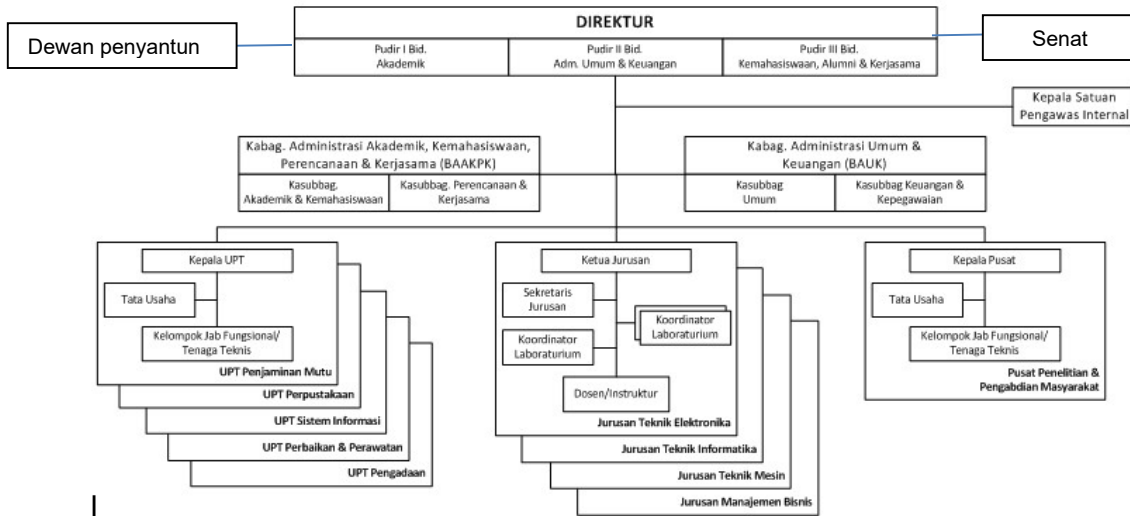 DIREKTUR
Dewan penyantun
Senat
Pudir I Bid.
Akademik
Pudir II Bid.
Adm. Umum & Keuangan
Pudir III Bid.
Kemahasiswaan, Alumni & Kerjasama
Kepala Satuan
Pengawas Internal
Kabag. Administrasi Akademik, Kemahasiswaan,
Perencanaan & Kerjasama (BAAKPK)
Kasubbag.
Akademik & Kemahasiswaan
Kasubbag. Perencanaan &
Kerjasama
Kabag. Administrasi Umum &
Keuangan (BAUK)
Kasubbag
Umum
Kasubbag Keuangan &
Kepegawaian
Kepala UPT
Tata Usaha
Kelompok Jab Fungsional/
Tenaga Teknis
UPT Penjaminan Mutu
UPT Perpustakaan
UPT Sistem Informasi
UPT Perbaikan & Perawatan
UPT Pengadaan
Ketua Jurusan
Sekretaris
Jurusan
Koordinator
Laboraturium
Koordinator
Laboraturium
Dosen/Instruktur
Jurusan Teknik Elektronika
Jurusan Teknik Informatika
Jurusan Teknik Mesin
Jurusan Manajemen Bisnis
Kepala Pusat
Tata Usaha
Kelompok Jab Fungsional/
Tenaga Teknis
Pusat Penelitian &
Pengabdian Masyarakat